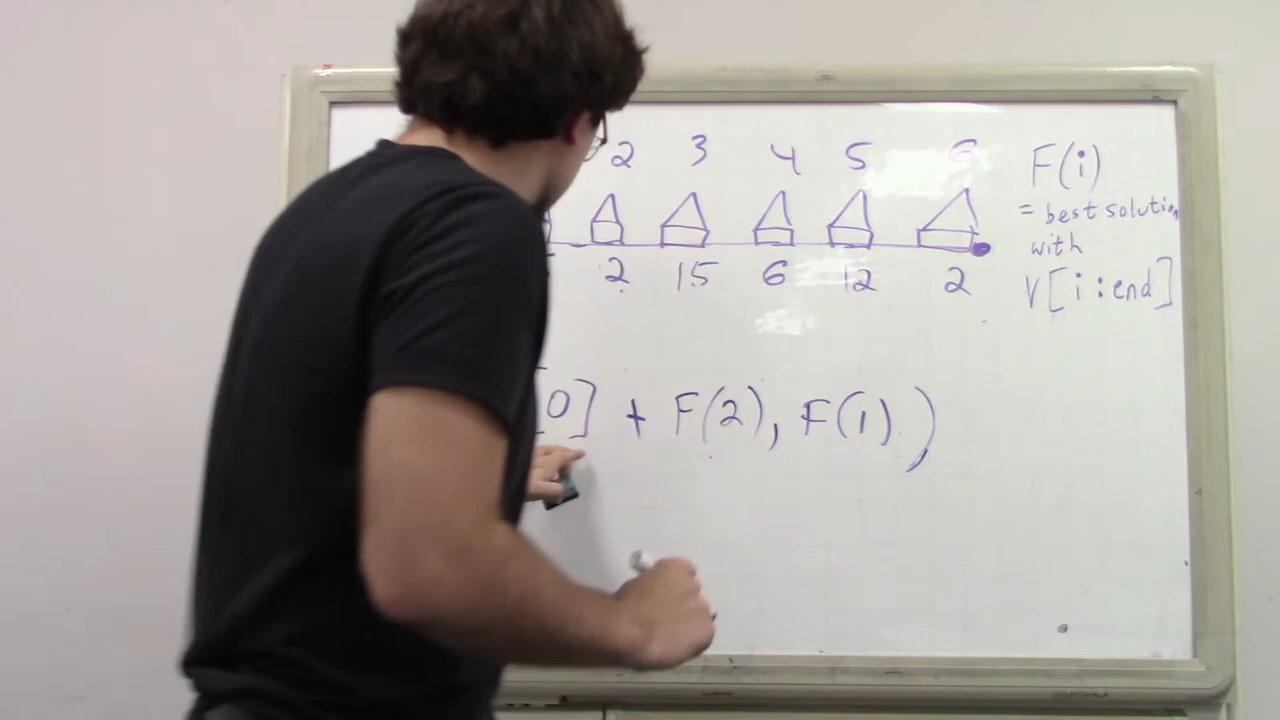 2 3 4 5 6
2 15 6 12 2
F(i)
= best solution
with
V[i:end]
[0] + F(2), F(1))